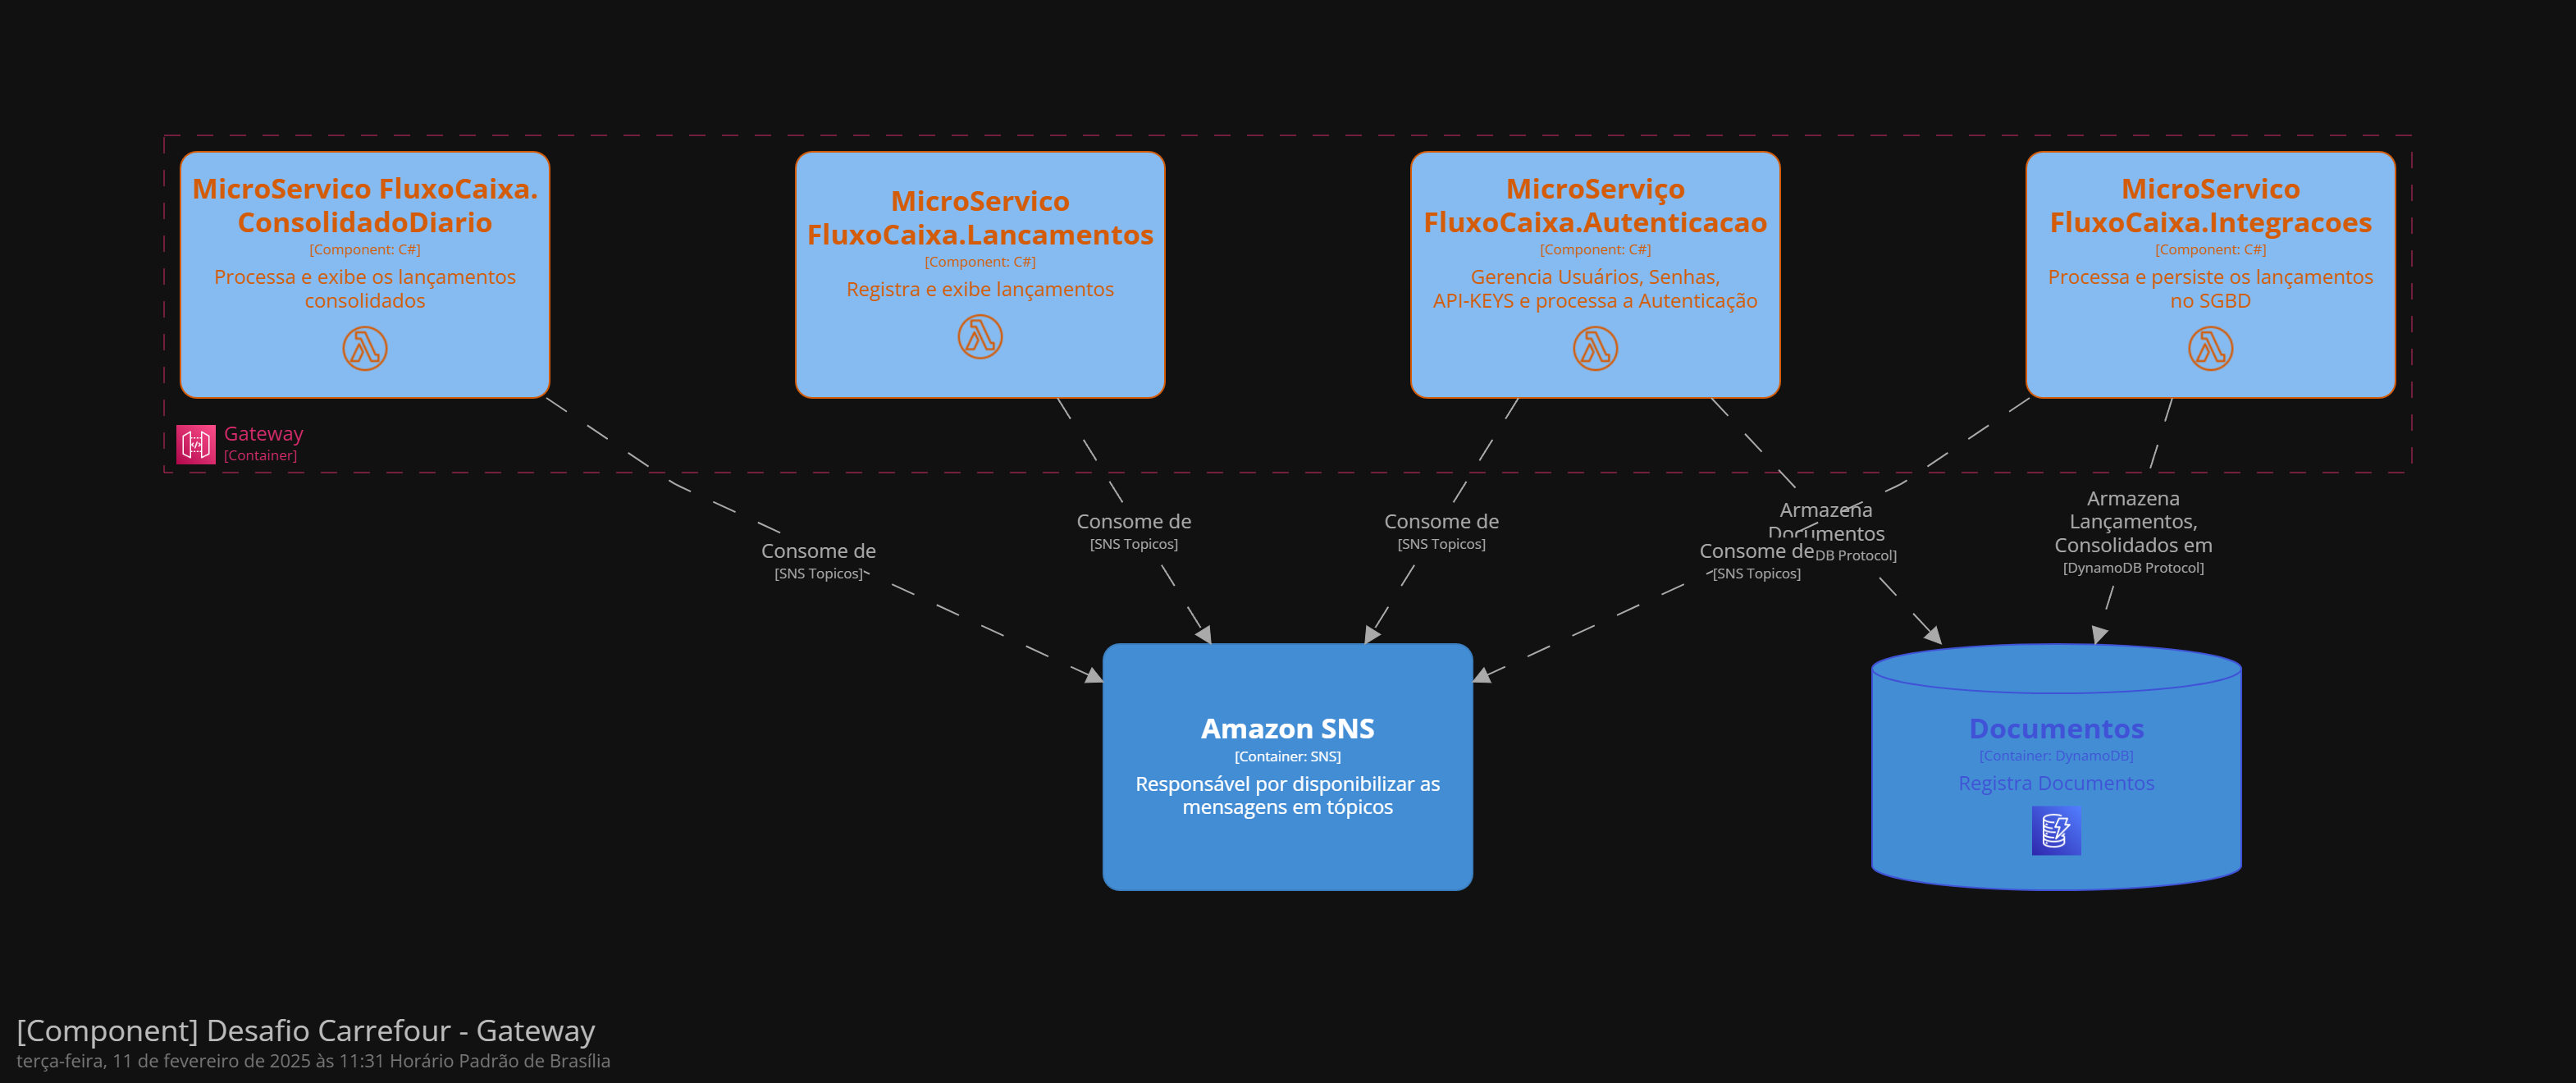 MicroServico FluxoCaixa.
ConsolidadoDiario
[Component: C#]
Processa e exibe os lançamentos
consolidados
MicroServico
FluxoCaixa.Lancamentos
[Component: C#]
Registra e exibe lançamentos
MicroServiço
FluxoCaixa.Autenticacao
[Component: C#]
Gerencia Usuários, Senhas,
API-KEYS e processa a Autenticação
MicroServico
FluxoCaixa.Integracoes
[Component: C#]
Processa e persiste os lançamentos
no SGBD
Gateway
[Container]
Consome de
[SNS Topicos]
Consome de
[SNS Topicos]
Consome de
[SNS Topicos]
Armazena
Documentos
DB Protocol]
Consome de
[SNS Topicos]
Armazena
Lançamentos,
Consolidados em
[DynamoDB Protocol]
Amazon SNS
[Container: SNS]
Responsável por disponibilizar as
mensagens em tópicos
Documentos
[Container: DynamoDB]
Registra Documentos
[Component] Desafio Carrefour - Gateway
terça-feira, 11 de fevereiro de 2025 às 11:31 Horário Padrão de Brasília